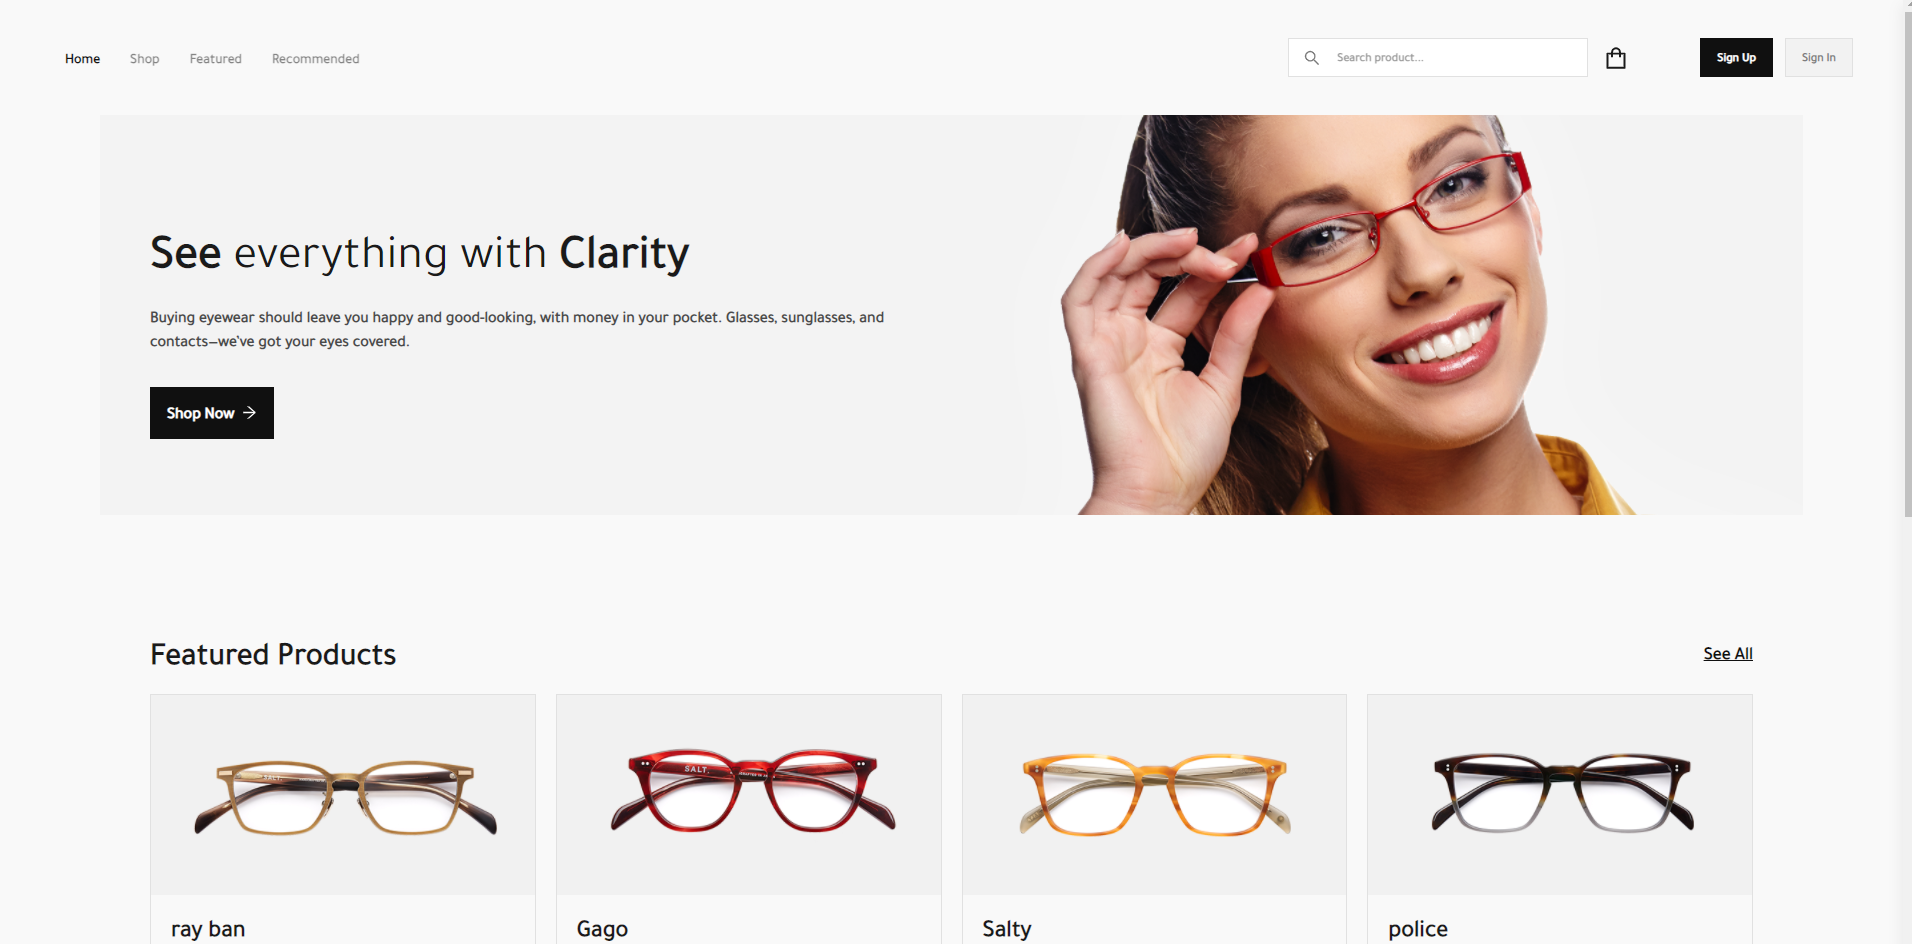 Home Shop Featured Recommended
Search product...
Sign Up Sign In
See everything with Clarity
Buying eyewear should leave you happy and good-looking, with money in your pocket. Glasses, sunglasses, and
contacts—we've got your eyes covered.
Shop Now
Featured Products
See All
SALT.
SALT.
ray ban
Gago
Salty
police